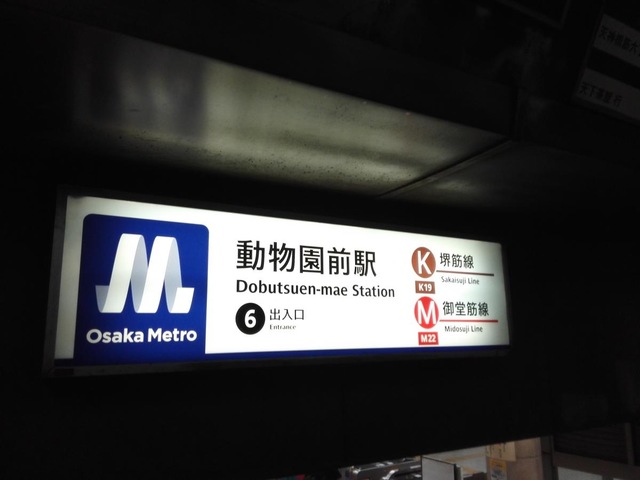 Osaka Metro
動物園前駅
Dobutsuen-mae Station
6 出入口
Entrance
K 堺筋線
K19 Sakaisuji Line
M 御堂筋線
M22 Midosuji Line